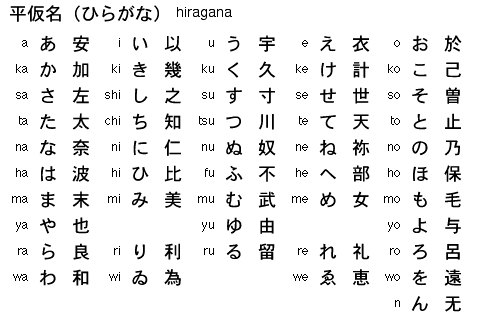 平仮名（ひらがな）hiragana
a あ 安 i い 以 u う 宇 e え 衣 o お 於
ka か 加 ki き 幾 ku く 久 ke け 計 ko こ 己
sa さ 左 shi し 之 su す 寸 se せ 世 so そ 曽
ta た 太 chi ち 知 tsu つ 川 te て 天 to と 止
na な 奈 ni に 仁 nu ぬ 奴 ne ね 祢 no の 乃
ha は 波 hi ひ 比 fu ふ 不 he へ 部 ho ほ 保
ma ま 末 mi み 美 mu む 武 me め 女 mo も 毛
ya や 也 yu ゆ 由 yo よ 与
ra ら 良 ri り 利 ru る 留 re れ 礼 ro ろ 呂
wa わ 和 wi ゐ 為 we ゑ 恵 wo を 遠
n ん 无